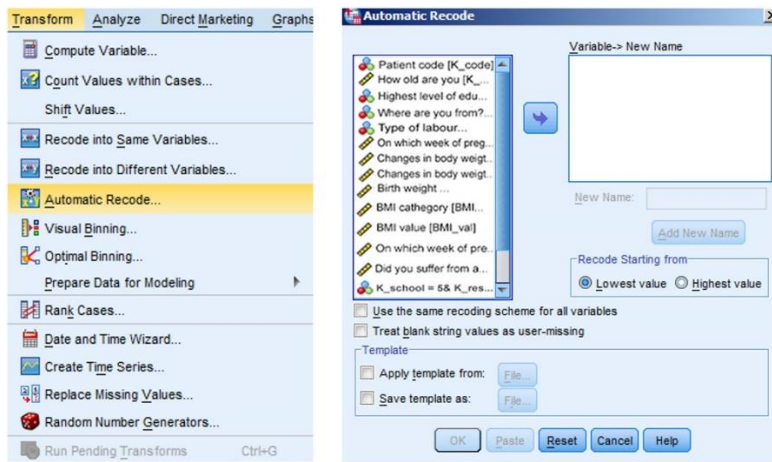 Transform Analyze Direct Marketing Graphs
Compute Variable...
Count Values within Cases...
Shift Values...
Recode into Same Variables...
Recode into Different Variables...
Automatic Recode...
Visual Binning...
Optimal Binning...
Prepare Data for Modeling
Rank Cases...
Date and Time Wizard...
Create Time Series...
Replace Missing Values...
Random Number Generators...
Run Pending Transforms Ctrl+G
Automatic Recode
Variable-> New Name
Patient code [K_code]
How old are you [K_...
Highest level of edu...
Where are you from?...
Type of labour...
On which week of preg..
Changes in body weigt..
Changes in body weigt..
Birth weight ...
BMI cathegory [BMI...
BMI value [BMI_val]
On which week of pre..
Did you suffer from a...
K_school = 5& K_res...
New Name:
Add New Name
Recode Starting from
Lowest value Highest value
Use the same recoding scheme for all variables
Treat blank string values as user-missing
Template
Apply template from: File...
Save template as: File...
OK Paste Reset Cancel Help